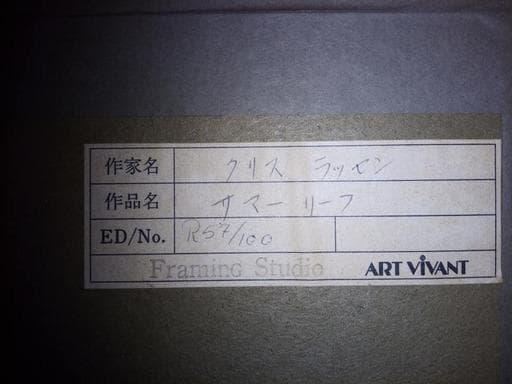 作家名 クリス ラッセン
作品名 サマー リーフ
ED/No. R57/100
Framing Studio ART VIVANT